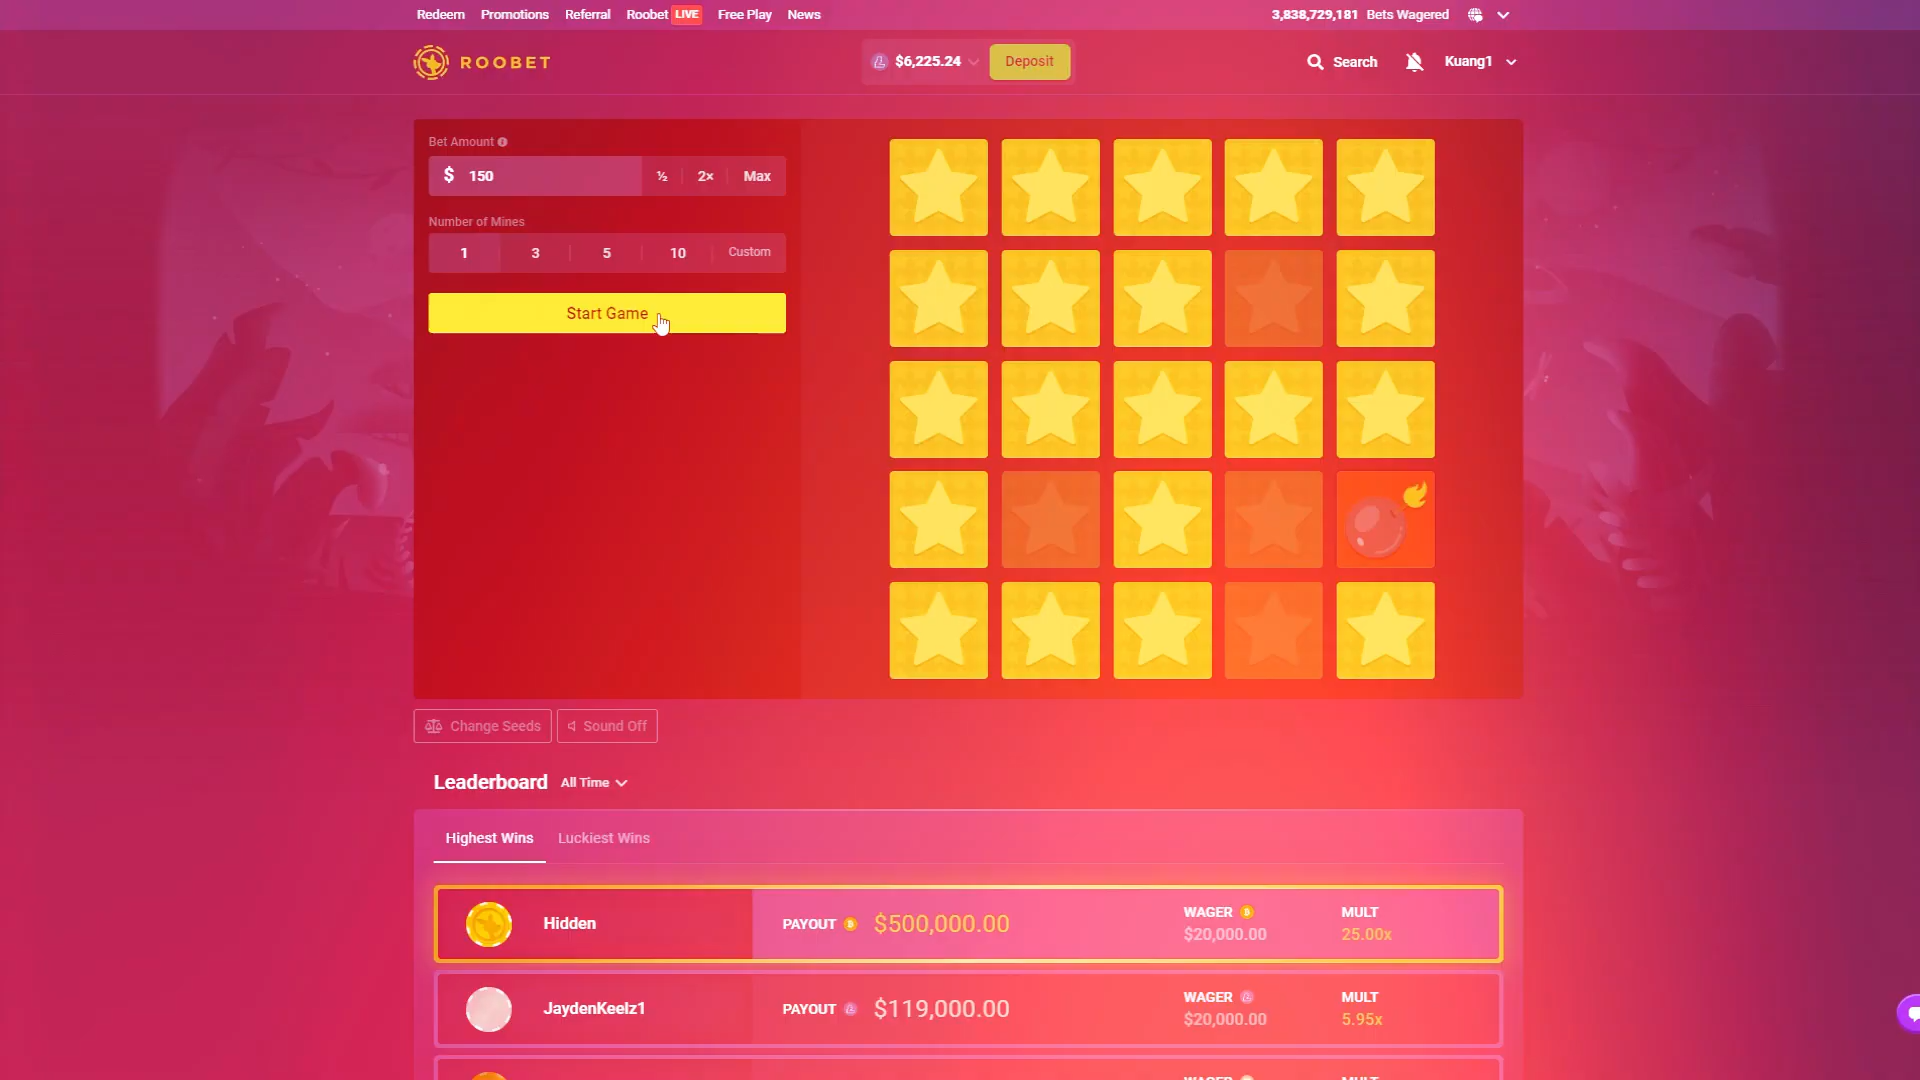 Redeem Promotions Referral Roobet LIVE Free Play News 3,838,729,181 Bets Wagered
ROOBET $6,225.24 Deposit Search Kuang1
Bet Amount
$ 150 ½ 2× Max
Number of Mines
1 3 5 10 Custom
Start Game
Change Seeds Sound Off
Leaderboard All Time
Highest Wins Luckiest Wins
Hidden PAYOUT $500,000.00 WAGER $20,000.00 MULT 25.00x
JaydenKeelz1 PAYOUT $119,000.00 WAGER $20,000.00 MULT 5.95x
WAGER MULT